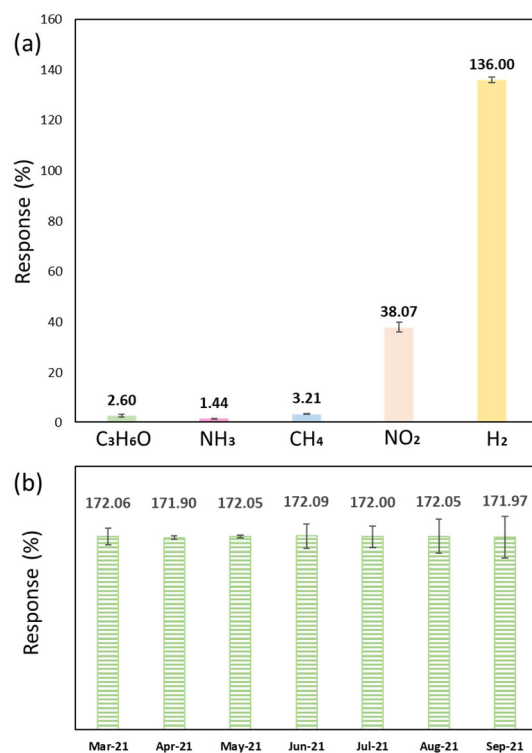 (a)
Response (%)
160
140
120
100
80
60
40
20
0
2.60
1.44
3.21
38.07
136.00
C₃H₆O NH₃ CH₄ NO₂ H₂
(b)
Response (%)
172.06 171.90 172.05 172.09 172.00 172.05 171.97
Mar-21 Apr-21 May-21 Jun-21 Jul-21 Aug-21 Sep-21